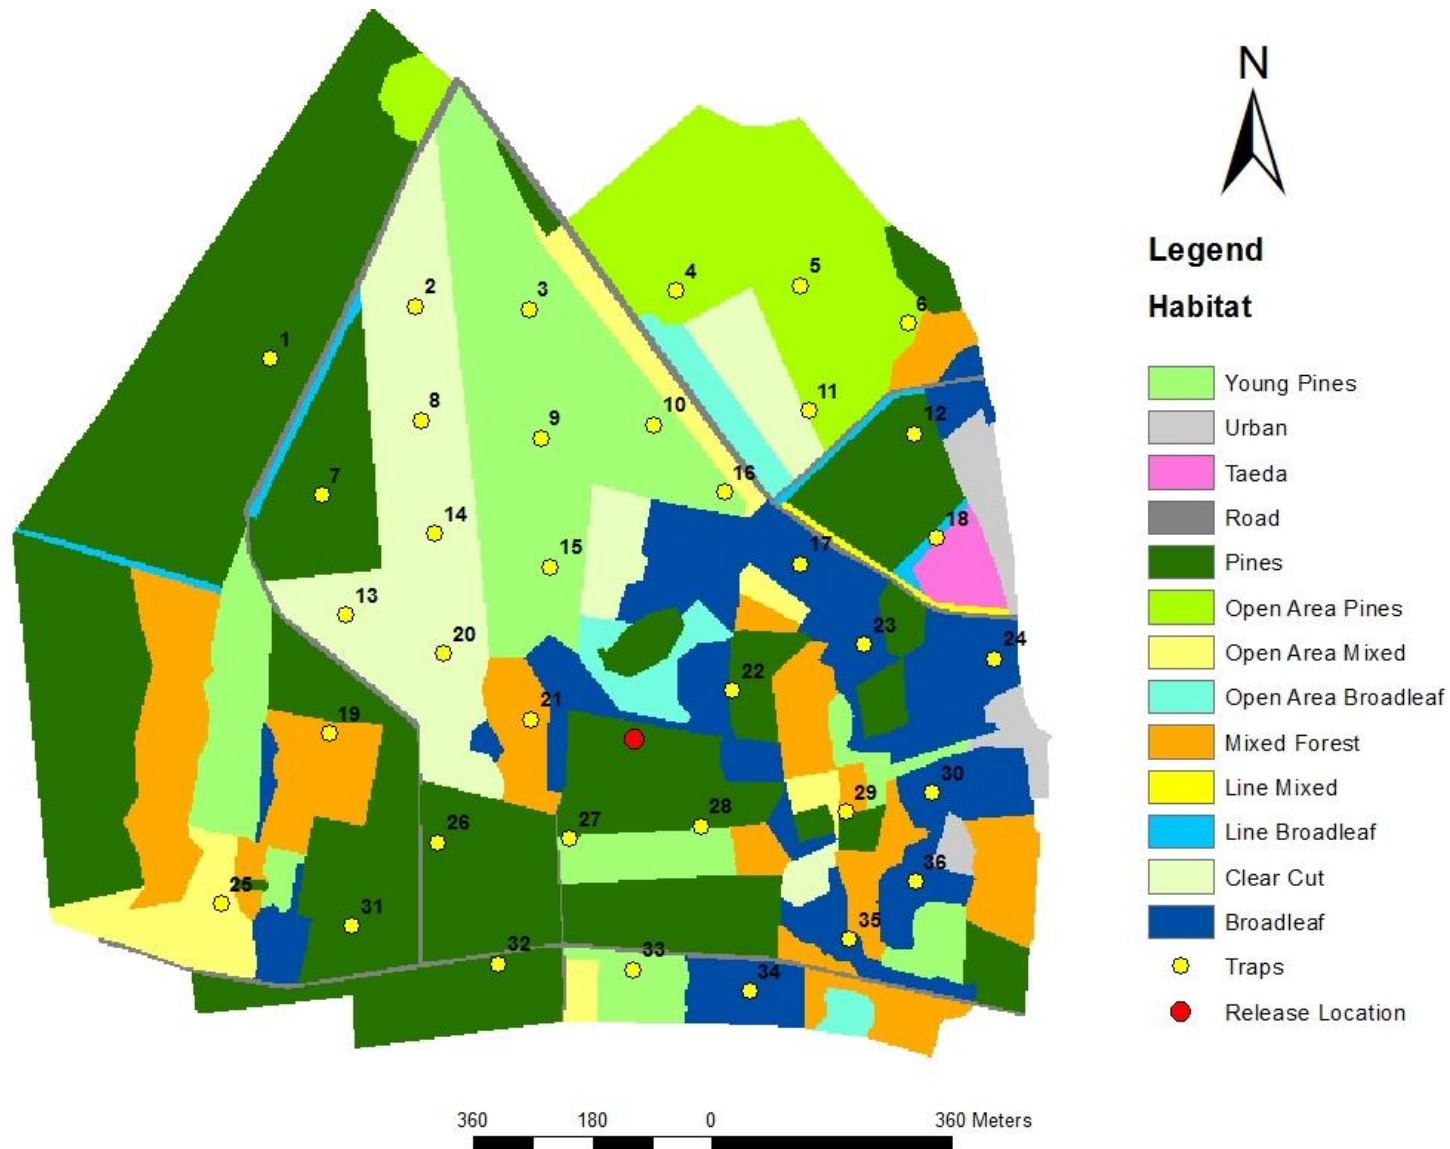 N
Legend
Habitat
Young Pines
Urban
Taeda
Road
Pines
Open Area Pines
Open Area Mixed
Open Area Broadleaf
Mixed Forest
Line Mixed
Line Broadleaf
Clear Cut
Broadleaf
Traps
Release Location
1
2
3
4
5
6
7
8
9
10
11
12
13
14
15
16
17
18
19
20
21
22
23
24
25
26
27
28
29
30
31
32
33
34
35
36
360 180 0 360 Meters